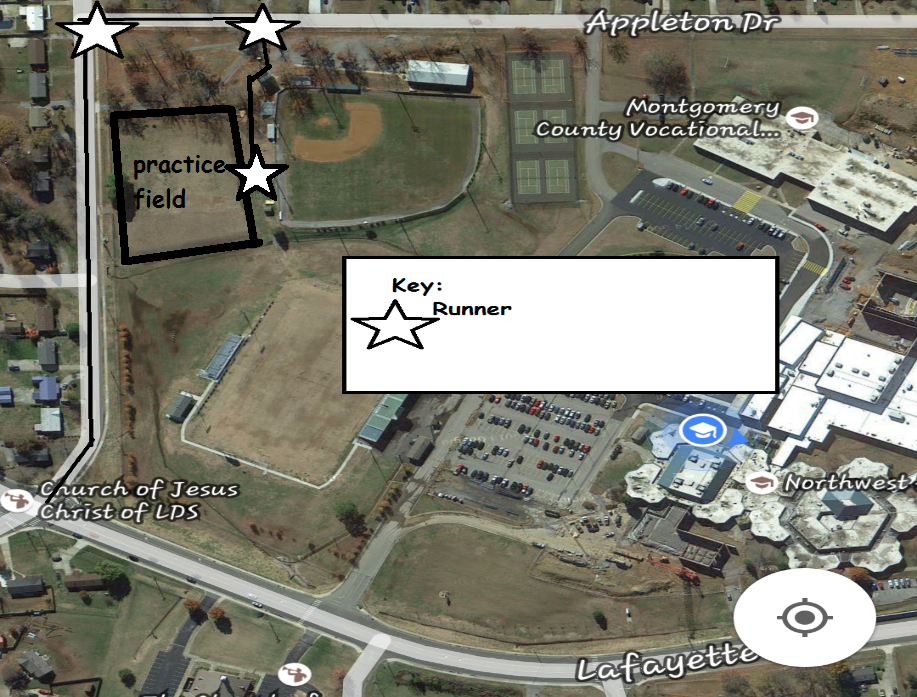 Appleton Dr
Montgomery
County Vocational...
practice
field
Key:
Runner
Northwest
Church of Jesus
Christ of LDS
Lafayette